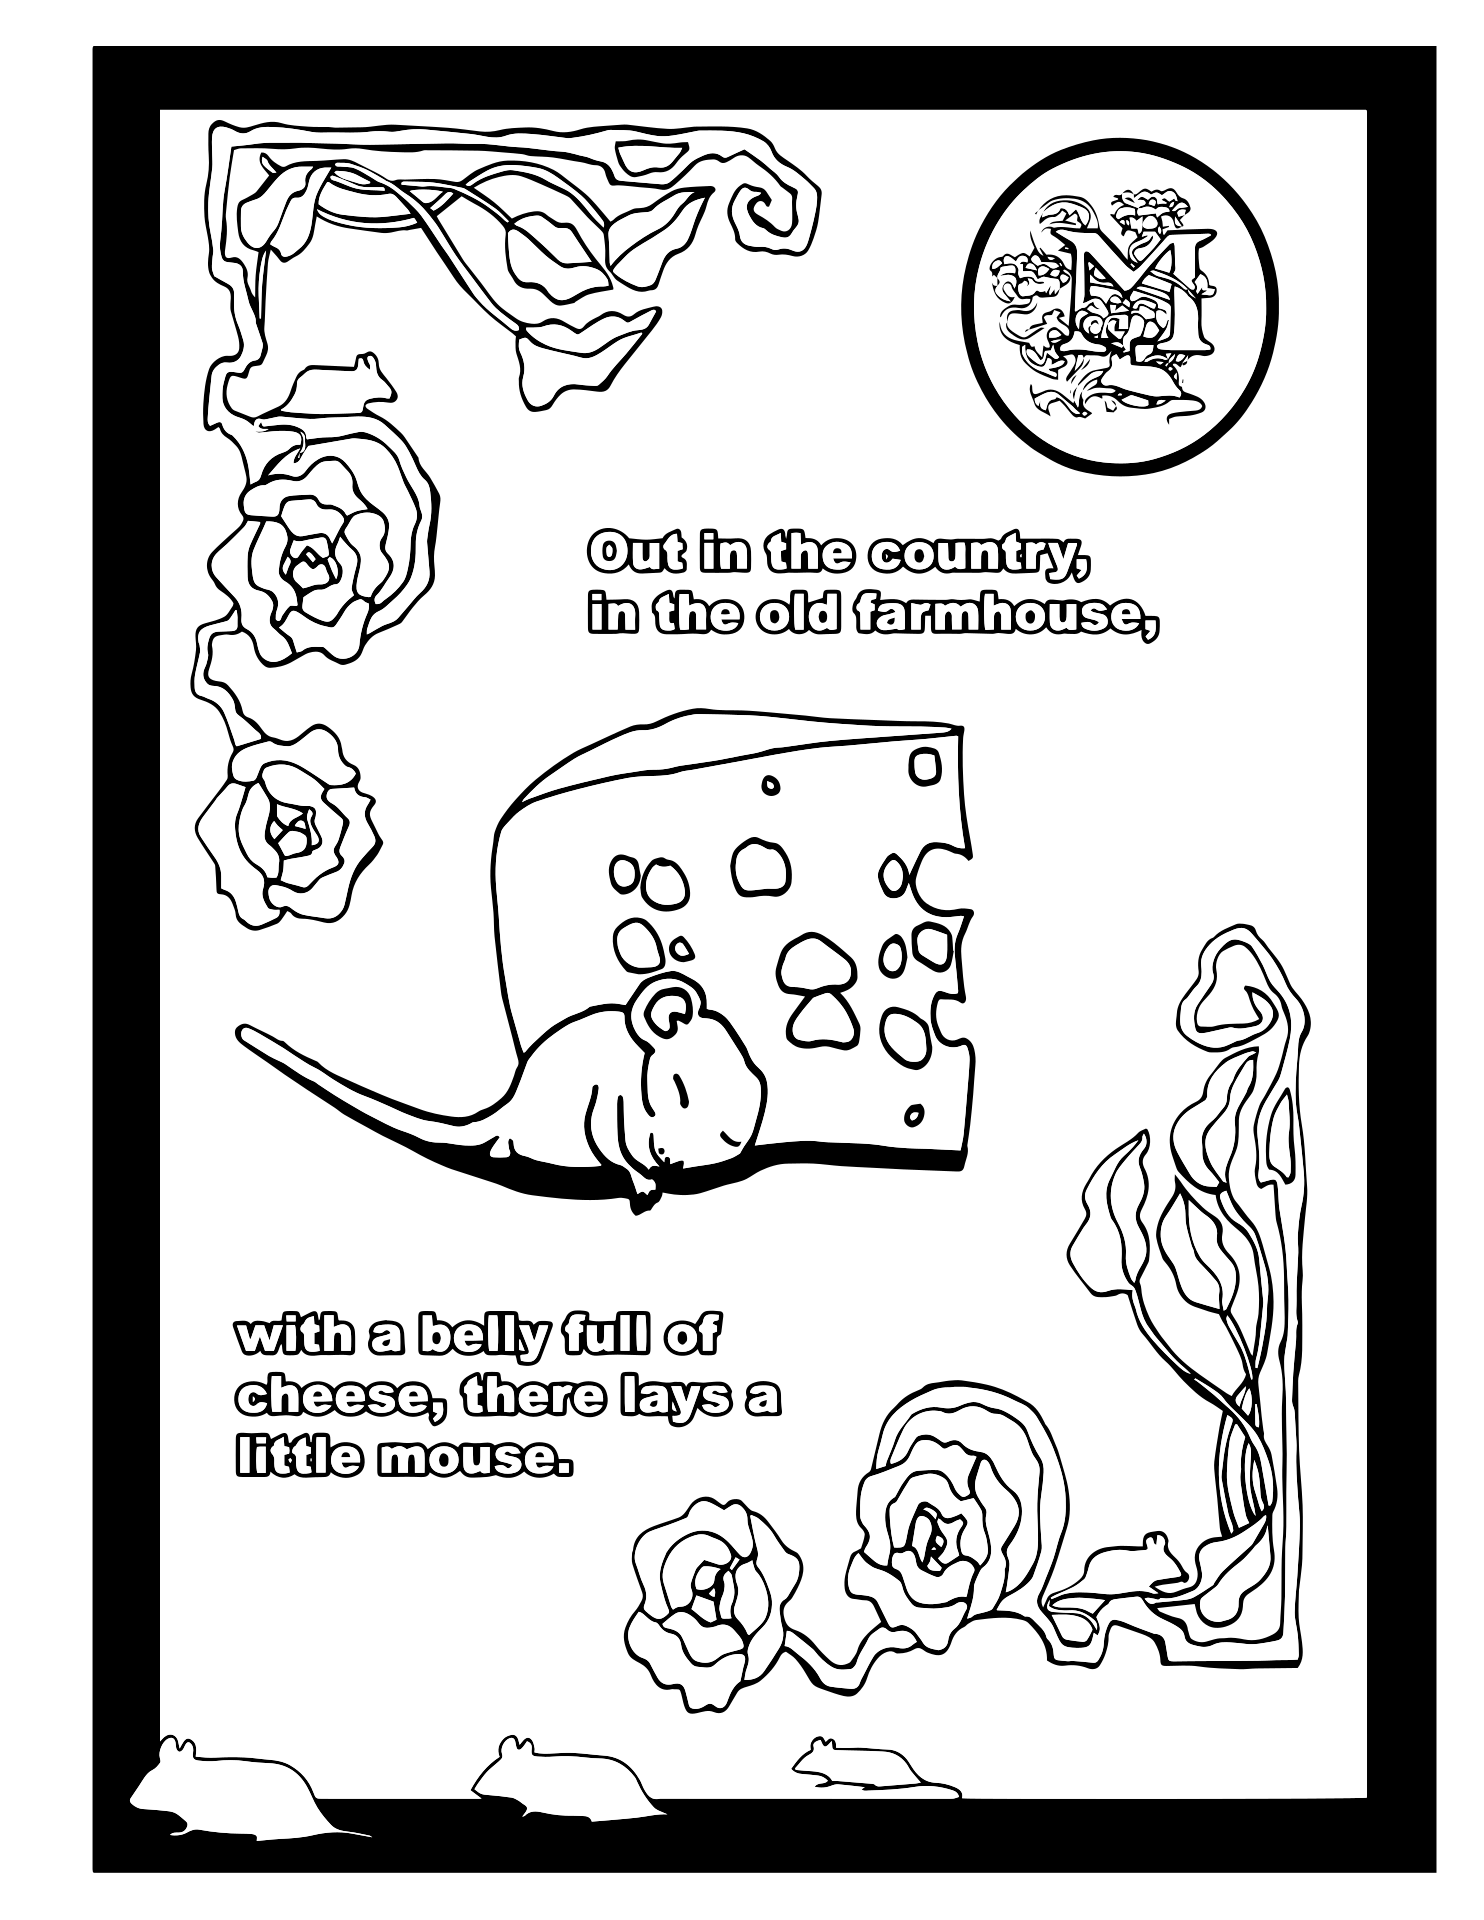 M
Out in the country,
in the old farmhouse,
with a belly full of
cheese, there lays a
little mouse.